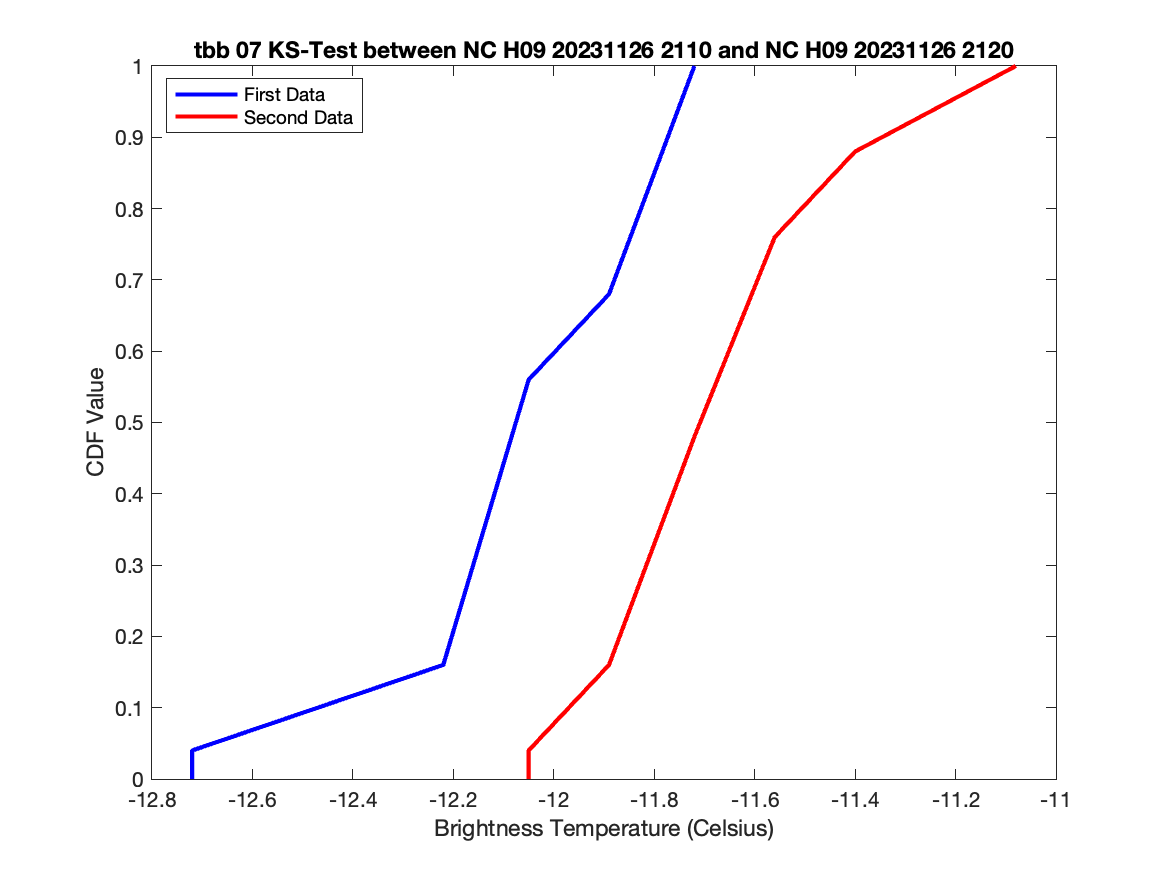 tbb 07 KS-Test between NC H09 20231126 2110 and NC H09 20231126 2120
First Data
Second Data
CDF Value
1
0.9
0.8
0.7
0.6
0.5
0.4
0.3
0.2
0.1
0
-12.8 -12.6 -12.4 -12.2 -12 -11.8 -11.6 -11.4 -11.2 -11
Brightness Temperature (Celsius)